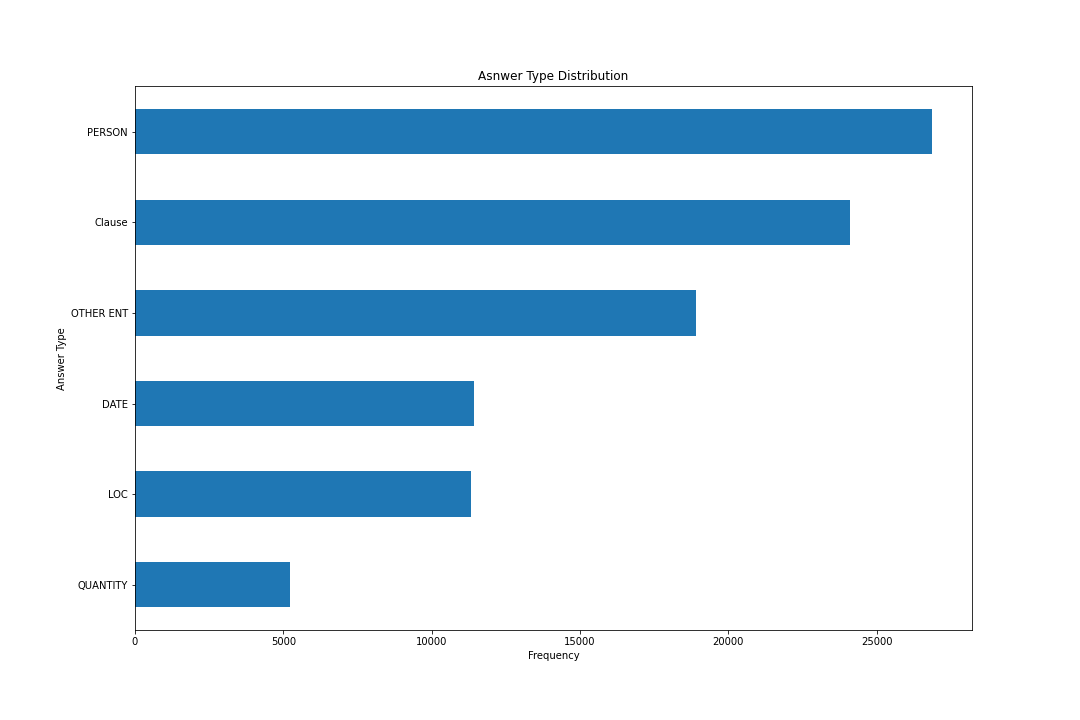 Asnwer Type Distribution
PERSON
Clause
OTHER ENT
DATE
LOC
QUANTITY
Answer Type
0 5000 10000 15000 20000 25000
Frequency